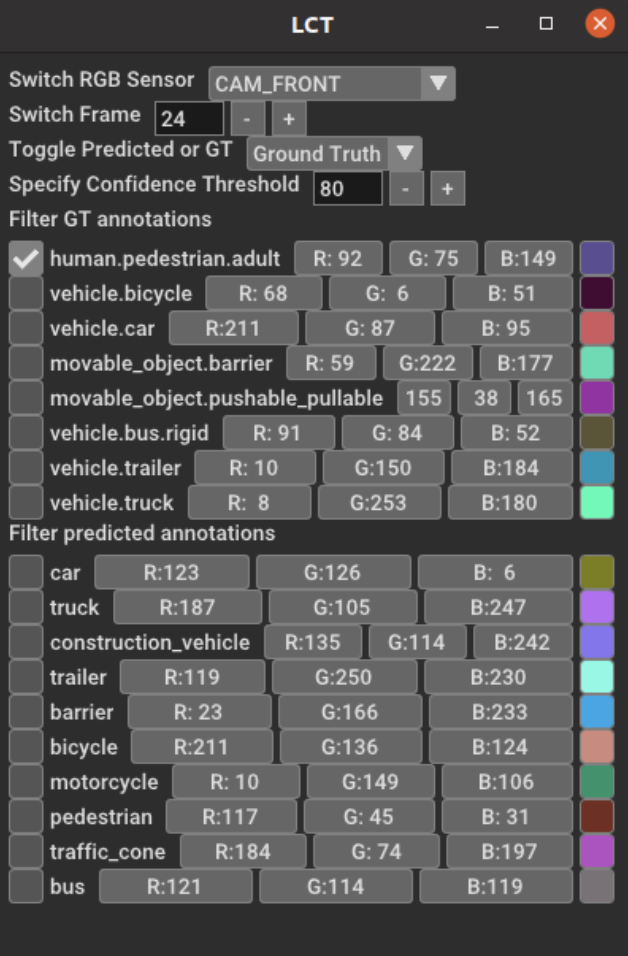 LCT
Switch RGB Sensor CAM_FRONT
Switch Frame 24 - +
Toggle Predicted or GT Ground Truth
Specify Confidence Threshold 80 - +
Filter GT annotations
human.pedestrian.adult R: 92 G: 75 B:149
vehicle.bicycle R: 68 G: 6 B: 51
vehicle.car R:211 G: 87 B: 95
movable_object.barrier R: 59 G:222 B:177
movable_object.pushable_pullable 155 38 165
vehicle.bus.rigid R: 91 G: 84 B: 52
vehicle.trailer R: 10 G:150 B:184
vehicle.truck R: 8 G:253 B:180
Filter predicted annotations
car R:123 G:126 B: 6
truck R:187 G:105 B:247
construction_vehicle R:135 G:114 B:242
trailer R:119 G:250 B:230
barrier R: 23 G:166 B:233
bicycle R:211 G:136 B:124
motorcycle R: 10 G:149 B:106
pedestrian R:117 G: 45 B: 31
traffic_cone R:184 G: 74 B:197
bus R:121 G:114 B:119